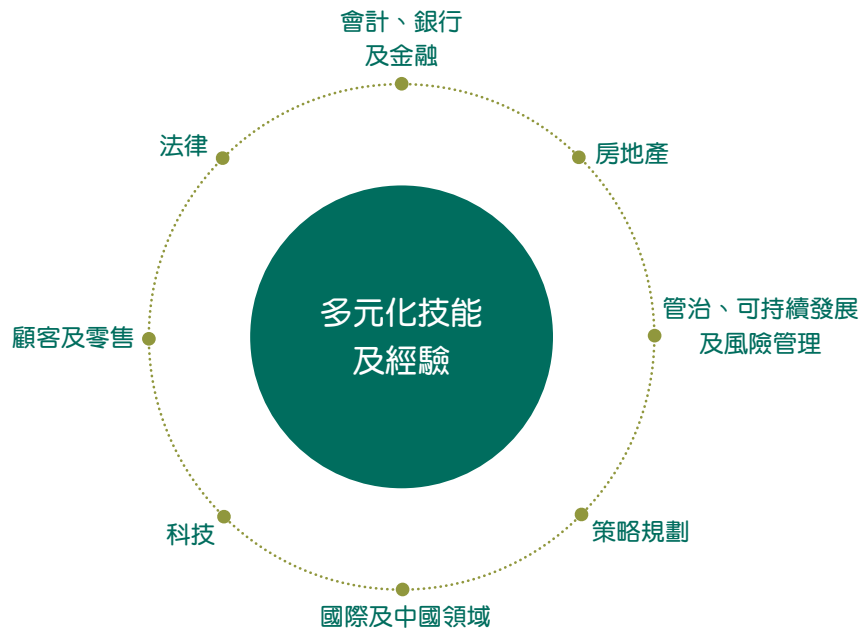 會計、銀行
及金融
法律
房地產
多元化技能
及經驗
顧客及零售
管治、可持續發展
及風險管理
科技
策略規劃
國際及中國領域